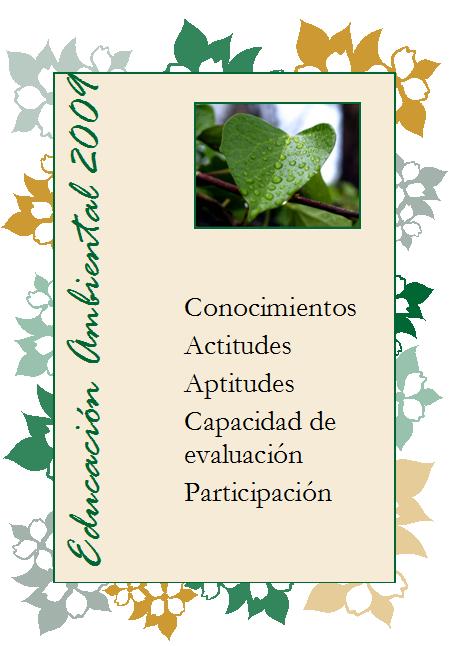 Educación Ambiental 2009
Conocimientos
Actitudes
Aptitudes
Capacidad de
evaluación
Participación